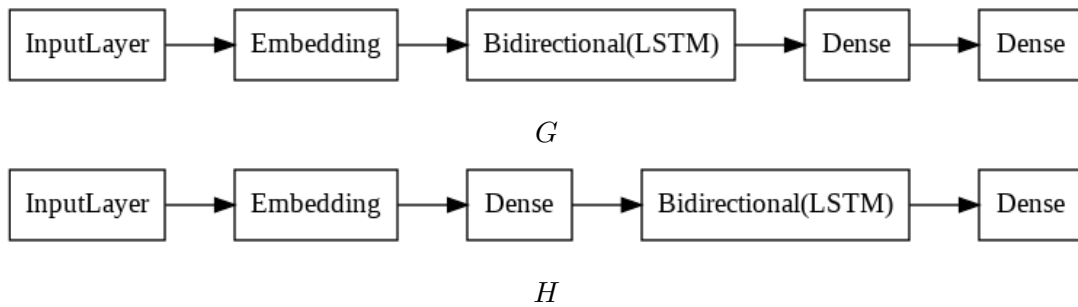 InputLayer Embedding Bidirectional(LSTM) Dense Dense
G
InputLayer Embedding Dense Bidirectional(LSTM) Dense
H